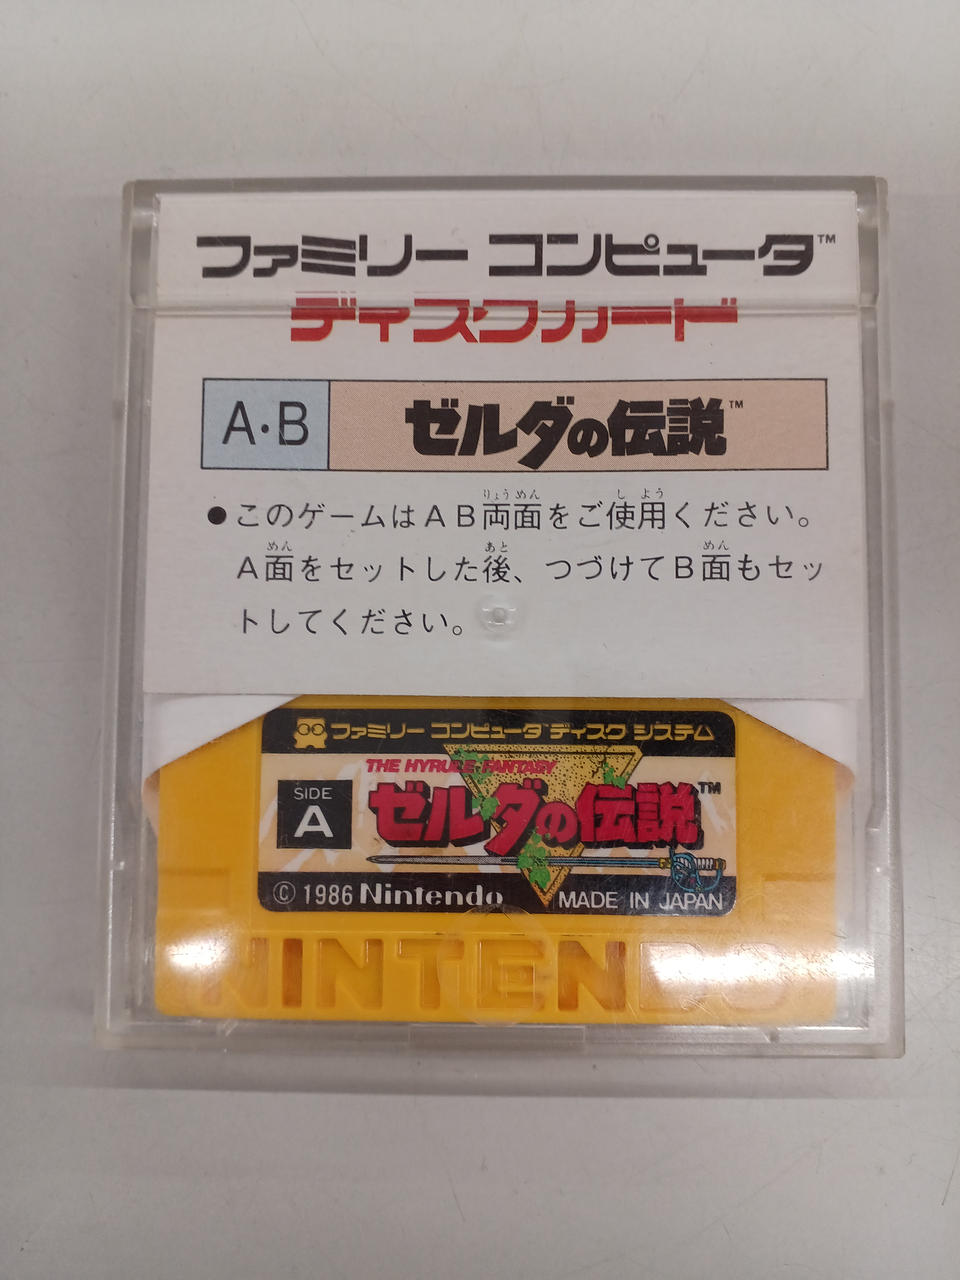 ファミリー コンピュータ™
ディスクカード
A・B ゼルダの伝説™
●このゲームはAB両面をご使用ください。
A面をセットした後、つづけてB面もセッ
トしてください。
ファミリー コンピュータ ディスク システム
THE HYRULE FANTASY
SIDE
A
ゼルダの伝説™
© 1986 Nintendo MADE IN JAPAN
NINTENDO